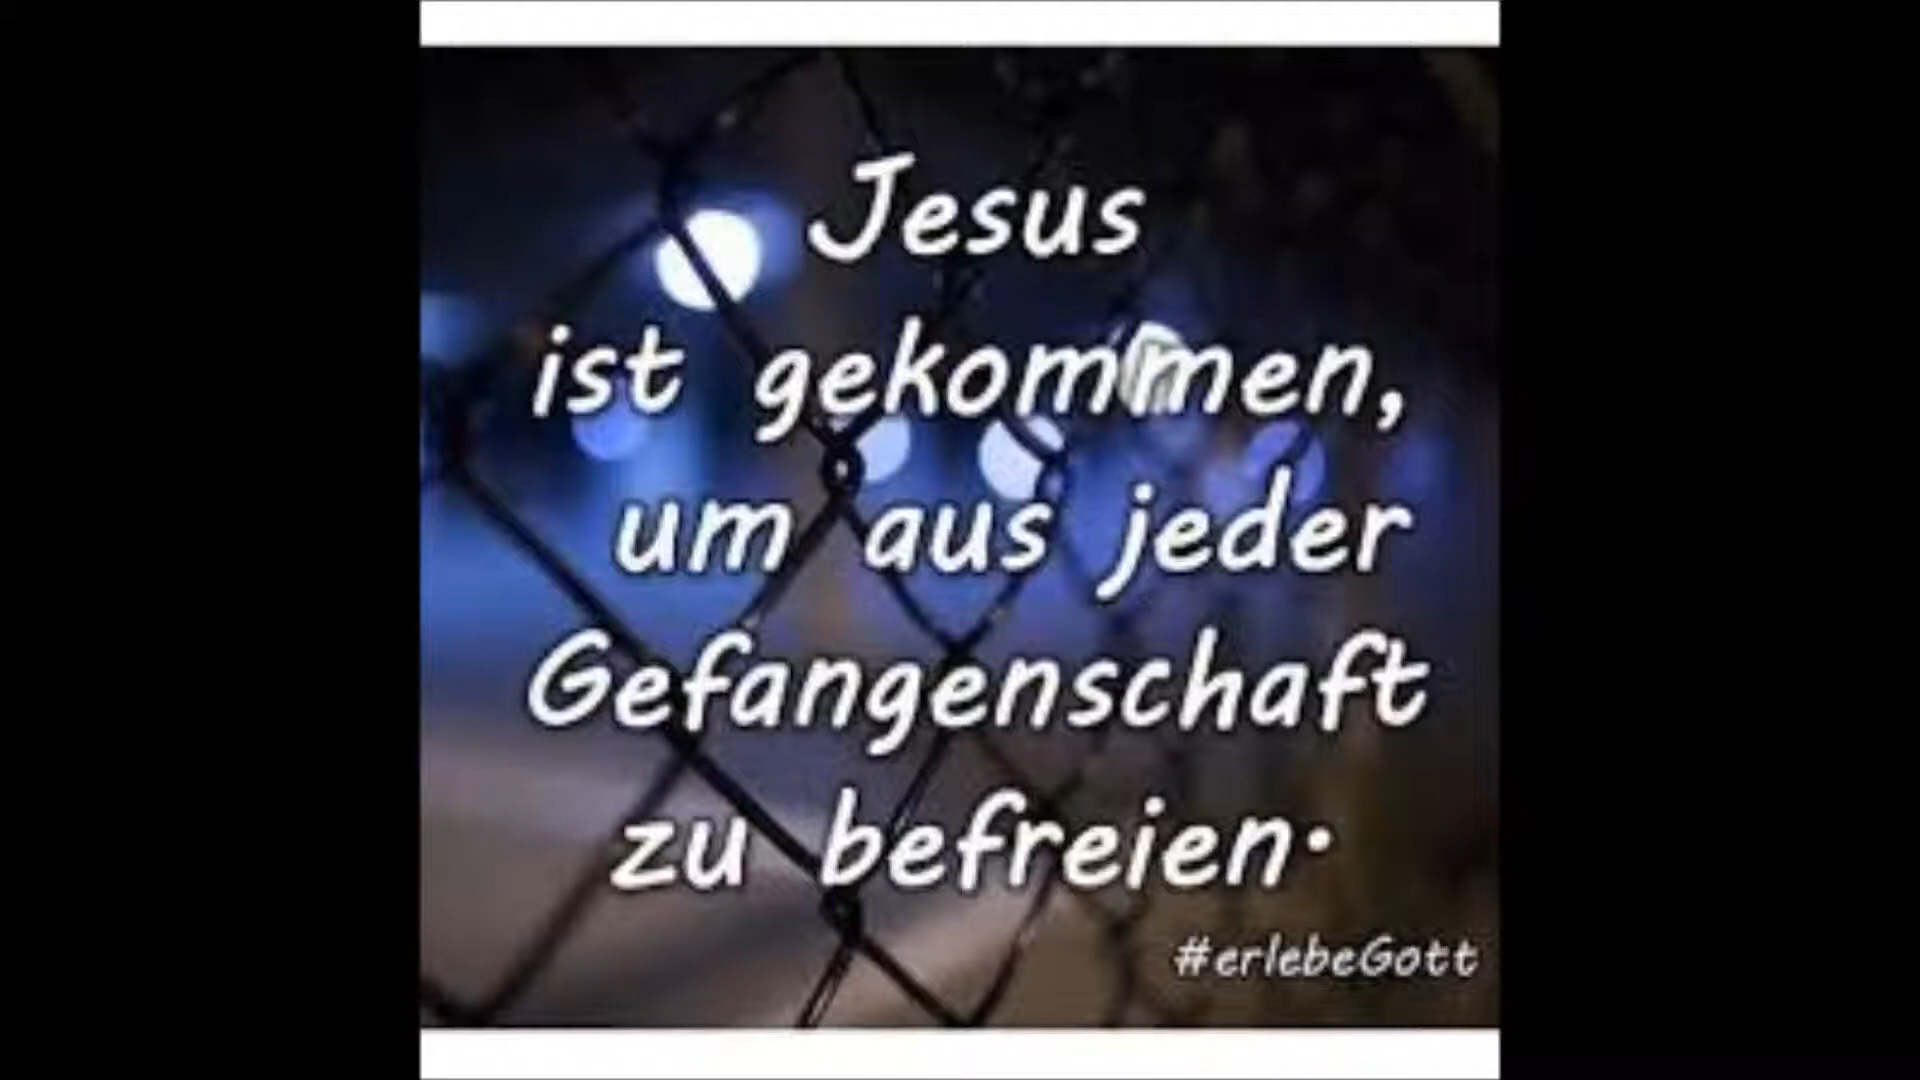 Jesus
ist gekommen,
um aus jeder
Gefangenschaft
zu befreien.
#erlebeGott